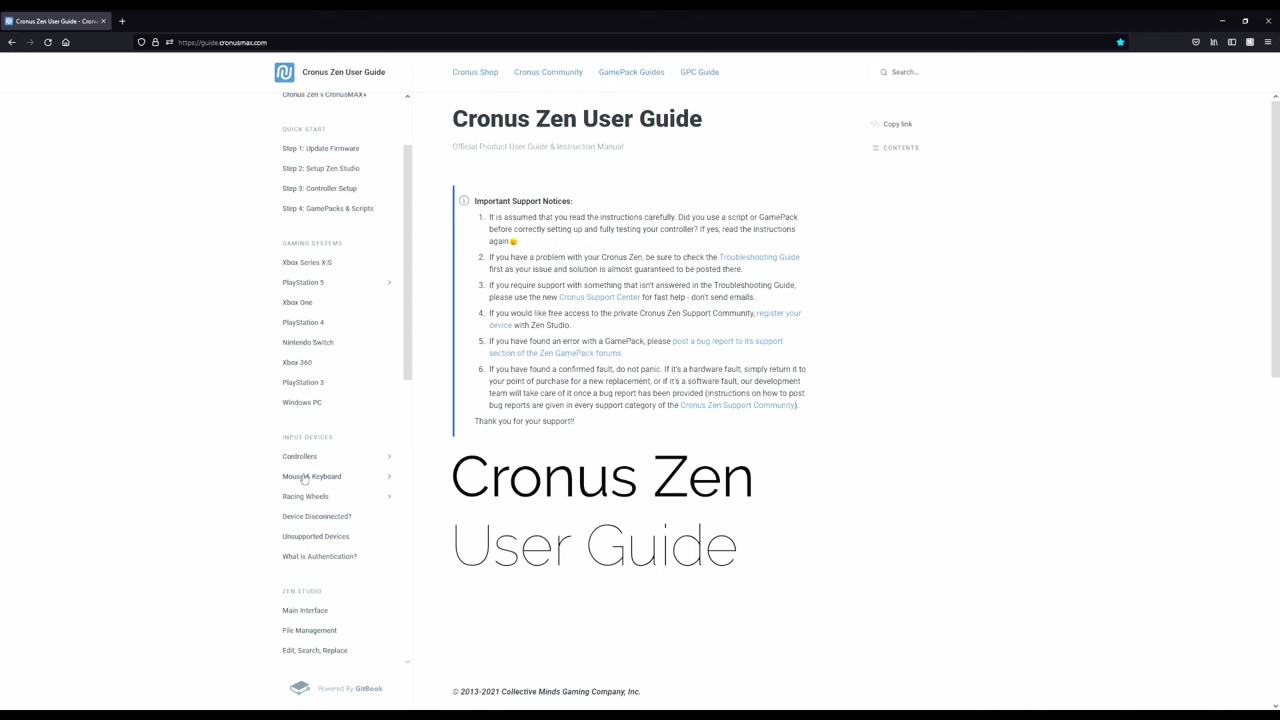 Cronus Zen User Guide - Cronu
https://guide.cronusmax.com
Cronus Zen User Guide
Cronus Shop
Cronus Community
GamePack Guides
GPC Guide
Search...
Cronus Zen v CronusMAX+
QUICK START
Step 1: Update Firmware
Step 2: Setup Zen Studio
Step 3: Controller Setup
Step 4: GamePacks & Scripts
GAMING SYSTEMS
Xbox Series X|S
PlayStation 5
Xbox One
PlayStation 4
Nintendo Switch
Xbox 360
PlayStation 3
Windows PC
INPUT DEVICES
Controllers
Mouse & Keyboard
Racing Wheels
Device Disconnected?
Unsupported Devices
What is Authentication?
ZEN STUDIO
Main Interface
File Management
Edit, Search, Replace
Powered By GitBook
Cronus Zen User Guide
Official Product User Guide & Instruction Manual
Copy link
CONTENTS
Important Support Notices:
1. It is assumed that you read the instructions carefully. Did you use a script or GamePack
before correctly setting up and fully testing your controller? If yes, read the instructions
again
2. If you have a problem with your Cronus Zen, be sure to check the Troubleshooting Guide
first as your issue and solution is almost guaranteed to be posted there.
3. If you require support with something that isn't answered in the Troubleshooting Guide,
please use the new Cronus Support Center for fast help - don't send emails.
4. If you would like free access to the private Cronus Zen Support Community, register your
device with Zen Studio.
5. If you have found an error with a GamePack, please post a bug report to its support
section of the Zen GamePack forums
6. If you have found a confirmed fault, do not panic. If it's a hardware fault, simply return it to
your point of purchase for a new replacement, or if it's a software fault, our development
team will take care of it once a bug report has been provided (instructions on how to post
bug reports are given in every support category of the Cronus Zen Support Community).
Thank you for your support!!
Cronus Zen
User Guide
© 2013-2021 Collective Minds Gaming Company, Inc.